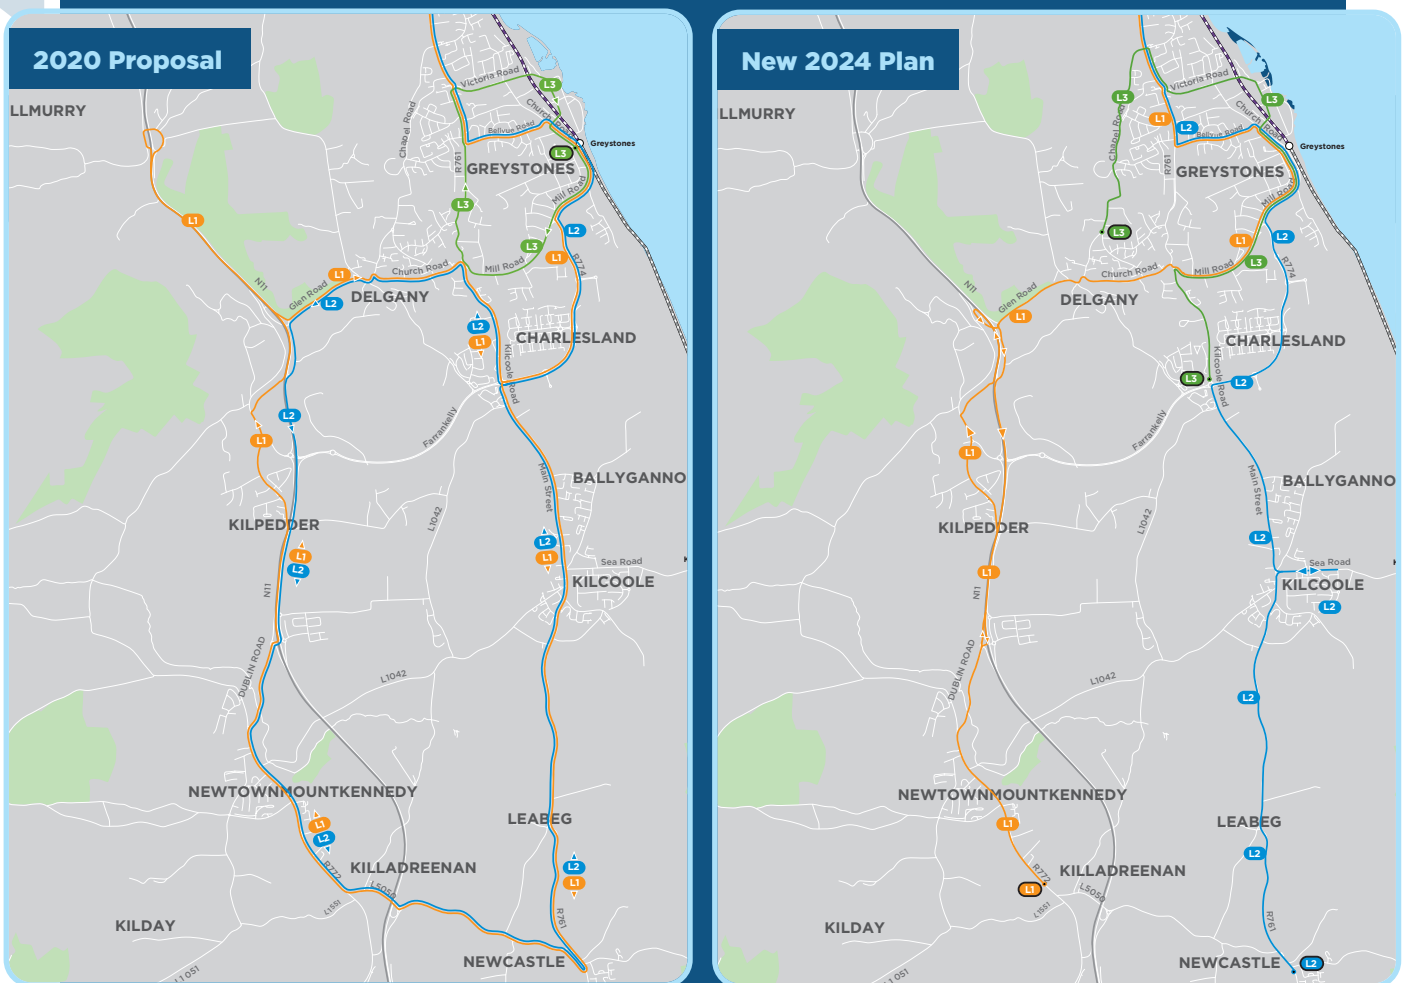 2020 Proposal
LLMURRY
Victoria Road
L3
Church Road
Chapel Road
Bellvue Road
Greystones
L3
R761
GREYSTONES
Mill Road
L3
L1
L2
L3
L1
R774
Church Road
Mill Road
L1
N11
Glen Road
L2
DELGANY
L2
L1
CHARLESLAND
Kilcoole Road
L2
L1
Farrankelly
Main Street
BALLYGANNO
L1042
KILPEDDER
L1
L2
L2
L1
Sea Road
KILCOOLE
N11
DUBLIN ROAD
L1042
NEWTOWNMOUNTKENNEDY
L1
L2
LEABEG
R772
KILLADREENAN
L5050
L2
L1
L1551
KILDAY
R761
NEWCASTLE
L1051
New 2024 Plan
LLMURRY
Victoria Road
L3
L3
Church Road
Chapel Road
L1
L2
Bellvue Road
Greystones
R761
GREYSTONES
Mill Road
L3
L1
L2
L3
R774
Church Road
Mill Road
N11
Glen Road
DELGANY
L1
CHARLESLAND
Kilcoole Road
L3
L2
Farrankelly
L1
Main Street
BALLYGANNO
L1042
KILPEDDER
L2
Sea Road
L1
KILCOOLE
N11
L2
DUBLIN ROAD
L1042
L2
NEWTOWNMOUNTKENNEDY
L1
LEABEG
L2
R772
KILLADREENAN
L1
L5050
L1551
KILDAY
R761
NEWCASTLE
L2
L1051